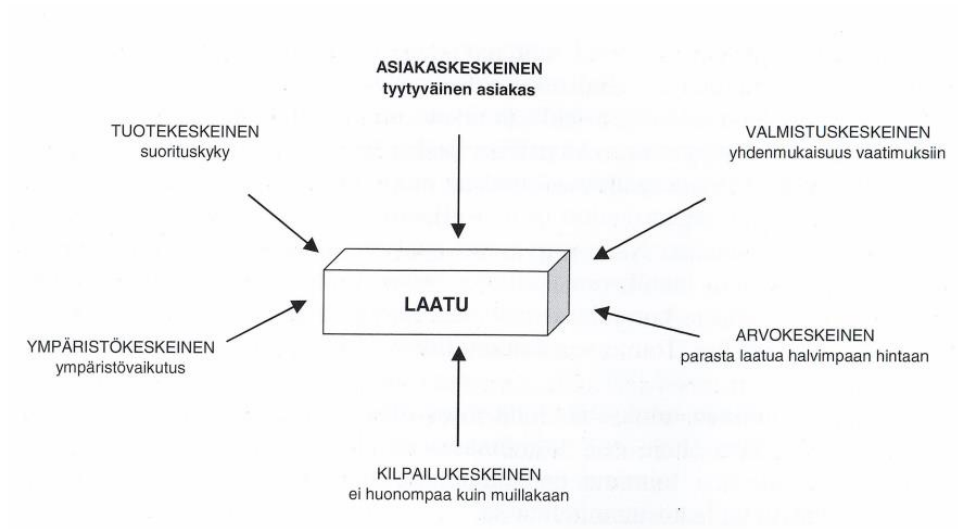 ASIAKASKESKEINEN
tyytyväinen asiakas
TUOTEKESKEINEN
suorituskyky
VALMISTUSKESKEINEN
yhdenmukaisuus vaatimuksiin
LAATU
YMPÄRISTÖKESKEINEN
ympäristövaikutus
ARVOKESKEINEN
parasta laatua halvimpaan hintaan
KILPAILUKESKEINEN
ei huonompaa kuin muillakaan